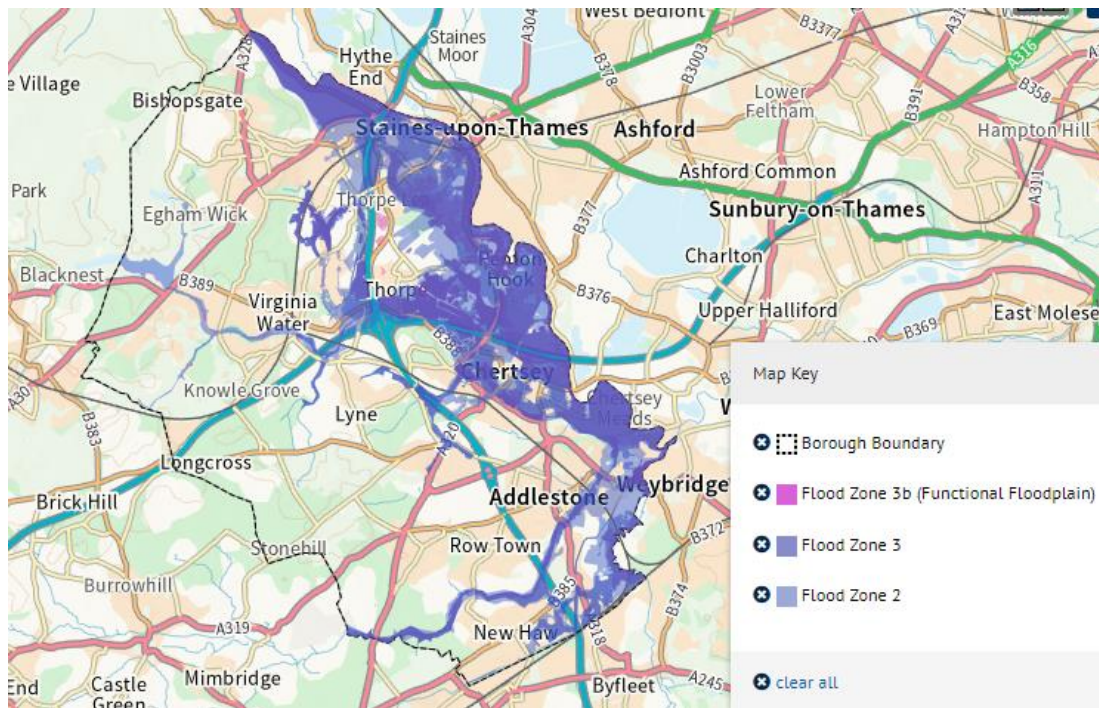 West Bedfont
A304
B3377
Staines
Moor
Hythe
End
A328
B378
B3003
A316
B358
B391
Lower
Feltham
e Village
Bishopsgate
Staines-upon-Thames
Ashford
Hampton Hill
A311
Ashford Common
Park
Thorpe
Egham Wick
B377
Sunbury-on-Thames
Blacknest
B389
Penton
Hook
Charlton
Virginia
Water
Thorpe
B376
Upper Halliford
East Molese
B369
B388
A30
Chertsey
Map Key
Knowle Grove
Chertsey
Meads
Lyne
B383
A320
Borough Boundary
Longcross
Brick Hill
Addlestone
Weybridge
Flood Zone 3b (Functional Floodplain)
B372
Row Town
Flood Zone 3
Stonehill
Burrowhill
B385
B374
Flood Zone 2
A319
New Haw
A318
Mimbridge
End
Castle
Green
Byfleet
A245
clear all